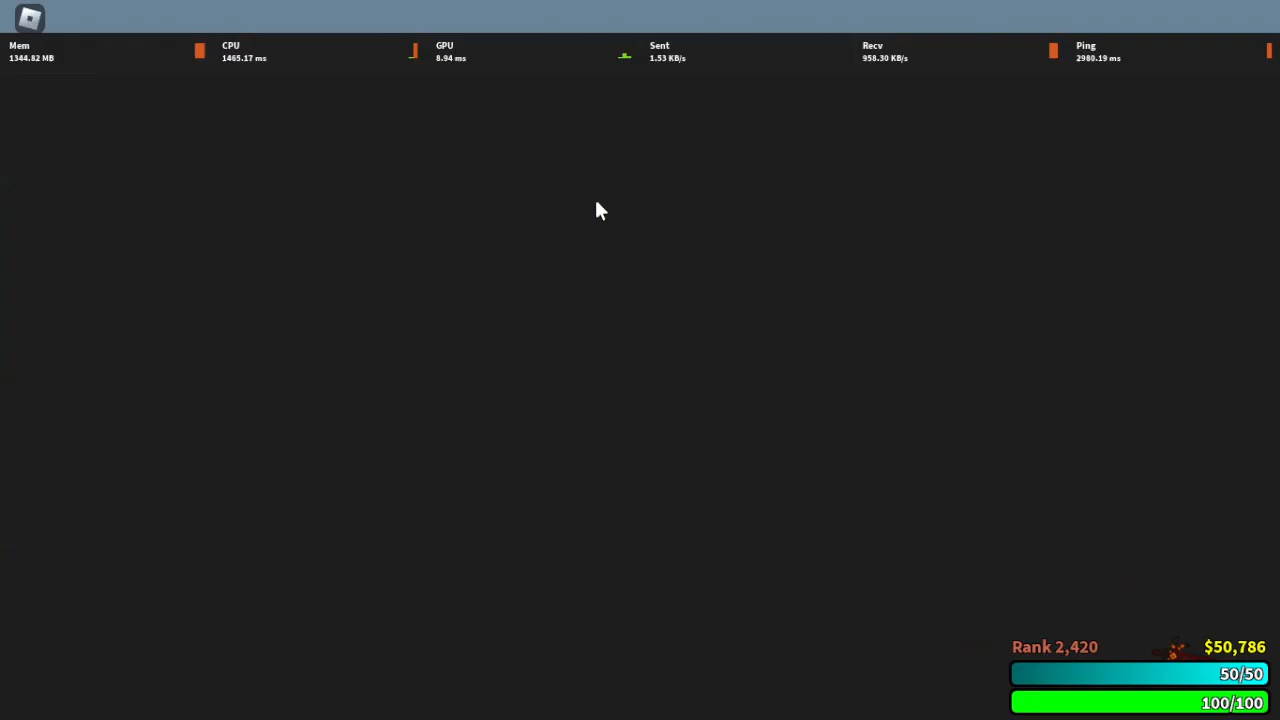 Mem CPU GPU Sent Recv Ping
1344.82 MB 1465.17 ms 8.94 ms 1.53 KB/s 958.30 KB/s 2980.19 ms
Rank 2,420 $50,786
50/50
100/100